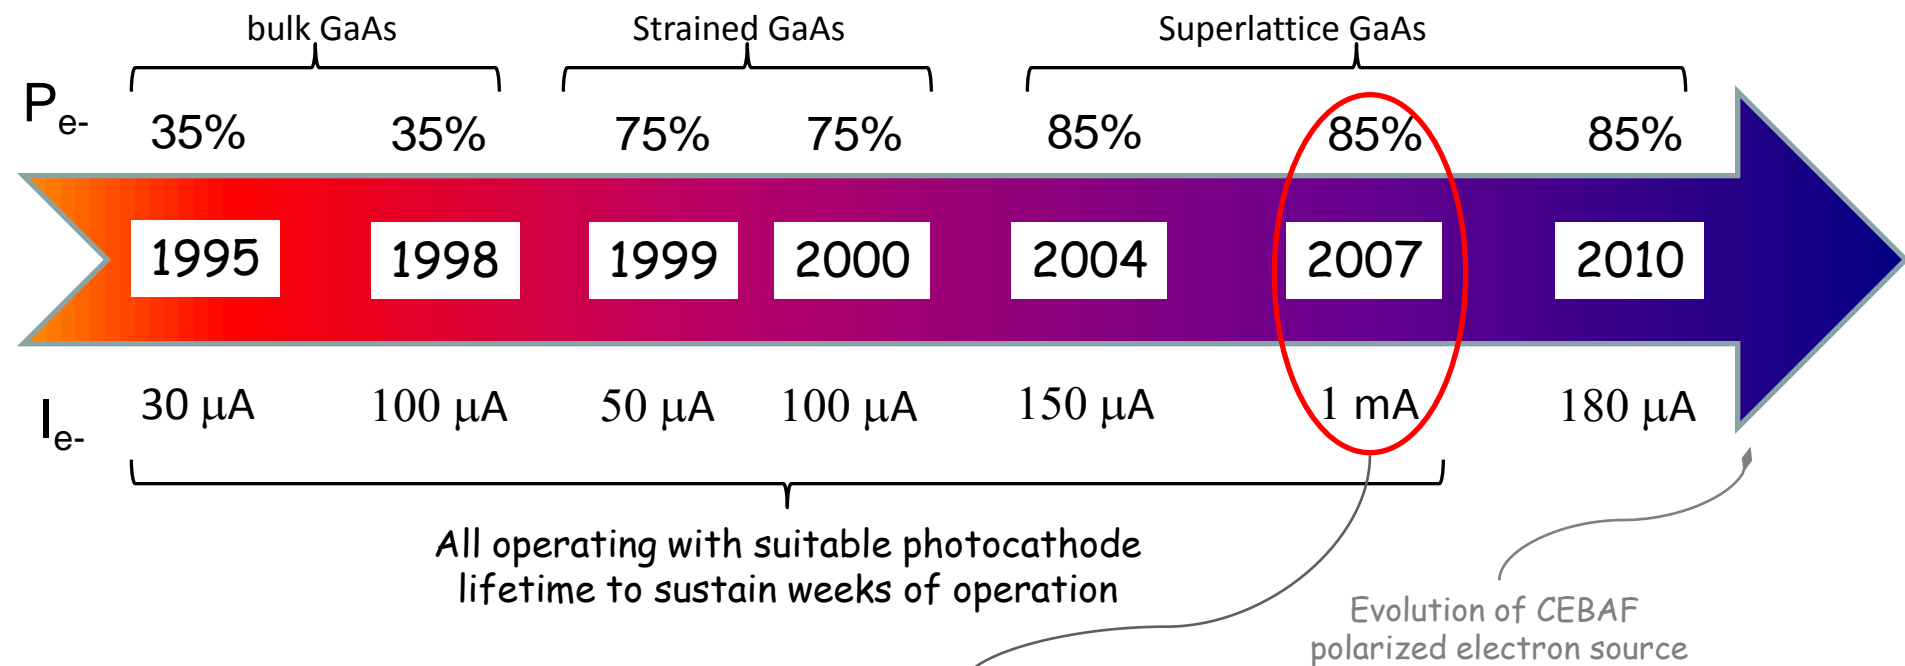 bulk GaAs Strained GaAs Superlattice GaAs
Pe- 35% 35% 75% 75% 85% 85% 85%
1995 1998 1999 2000 2004 2007 2010
Ie- 30 μA 100 μA 50 μA 100 μA 150 μA 1 mA 180 μA
All operating with suitable photocathode
lifetime to sustain weeks of operation
Evolution of CEBAF
polarized electron source